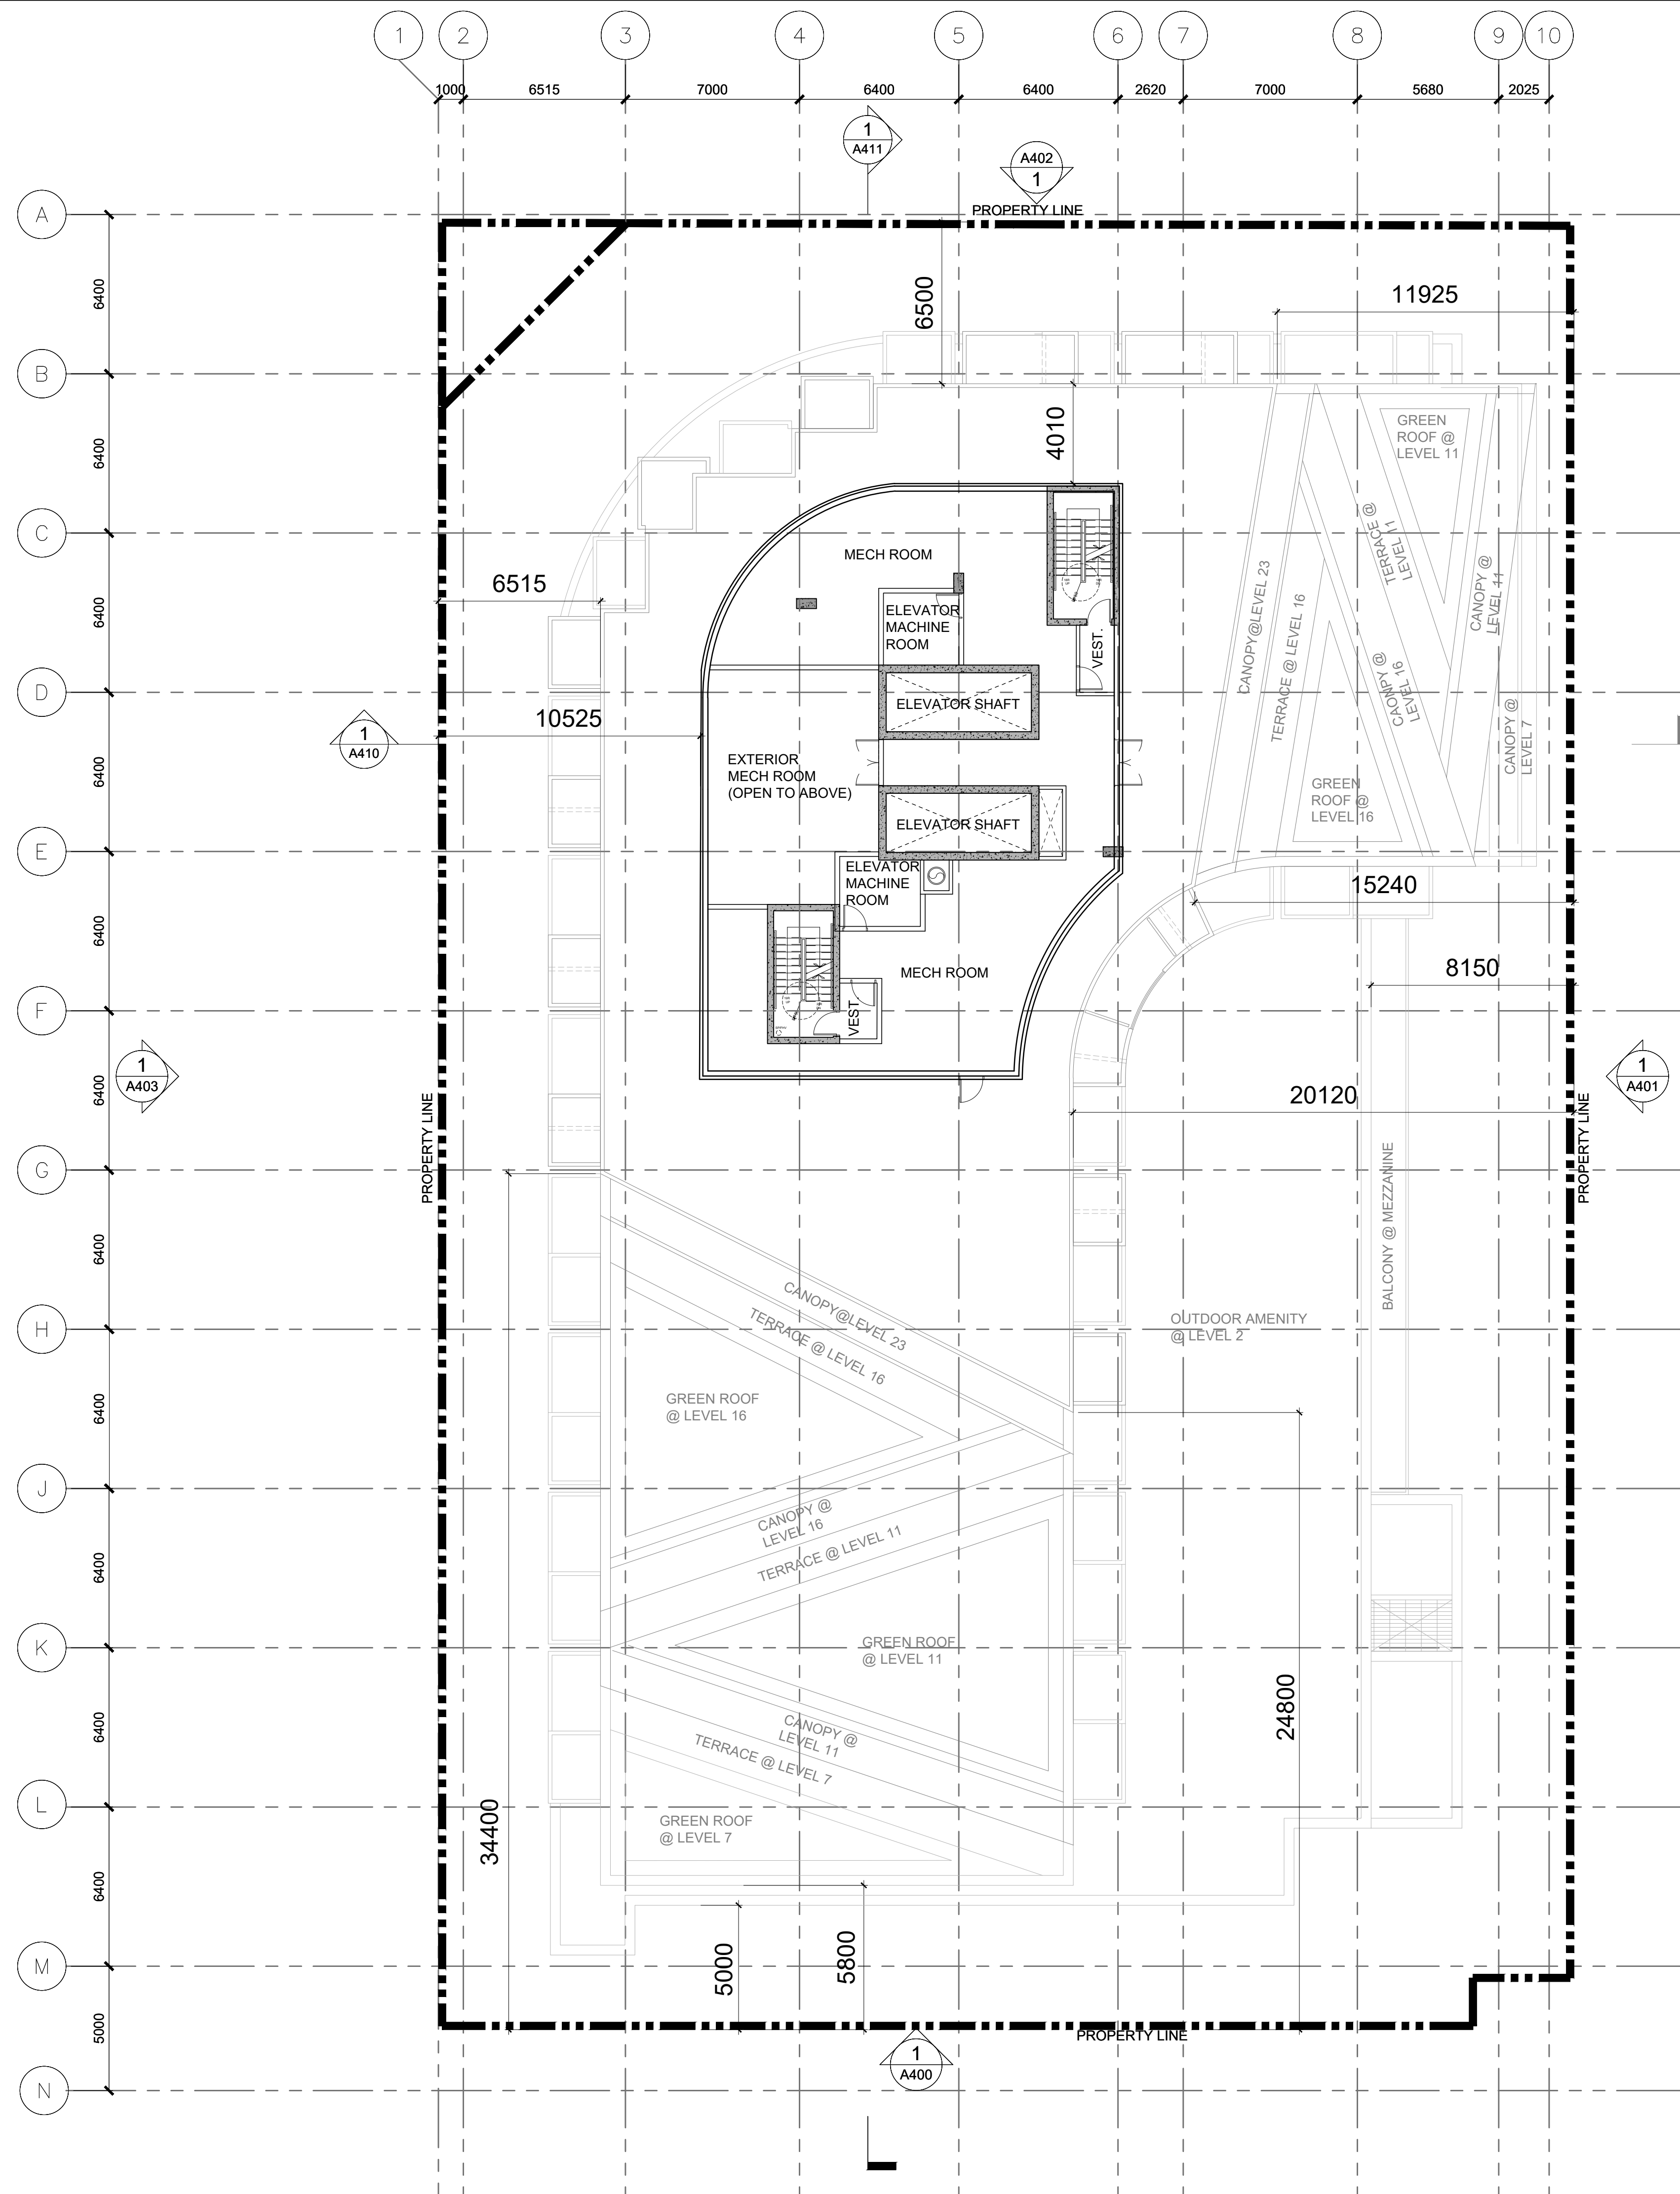 1 2 3 4 5 6 7 8 9 10
1000 6515 7000 6400 6400 2620 7000 5680 2025
1
A411
A402
1
A
PROPERTY LINE
6400
6500
11925
B
6400
4010
GREEN
ROOF @
LEVEL 11
C
TERRACE @
LEVEL 11
MECH ROOM
6400
6515
ELEVATOR
MACHINE
ROOM
VEST.
CANOPY@LEVEL 23
TERRACE @ LEVEL 16
CANOPY @
LEVEL 11
CAONPY @
LEVEL 16
D
ELEVATOR SHAFT
10525
1
A410
CANOPY @
LEVEL 7
6400
EXTERIOR
MECH ROOM
(OPEN TO ABOVE)
GREEN
ROOF @
LEVEL 16
ELEVATOR SHAFT
E
ELEVATOR
MACHINE
ROOM
15240
6400
MECH ROOM
8150
F
VEST.
1
A403
6400
1
A401
20120
PROPERTY LINE
PROPERTY LINE
G
BALCONY @ MEZZANINE
6400
CANOPY@LEVEL 23
TERRACE @ LEVEL 16
OUTDOOR AMENITY
@ LEVEL 2
H
GREEN ROOF
@ LEVEL 16
6400
J
CANOPY @
LEVEL 16
TERRACE @ LEVEL 11
6400
K
GREEN ROOF
@ LEVEL 11
24800
6400
CANOPY @
LEVEL 11
TERRACE @ LEVEL 7
L
GREEN ROOF
@ LEVEL 7
34400
6400
5000
5800
M
5000
PROPERTY LINE
1
A400
N